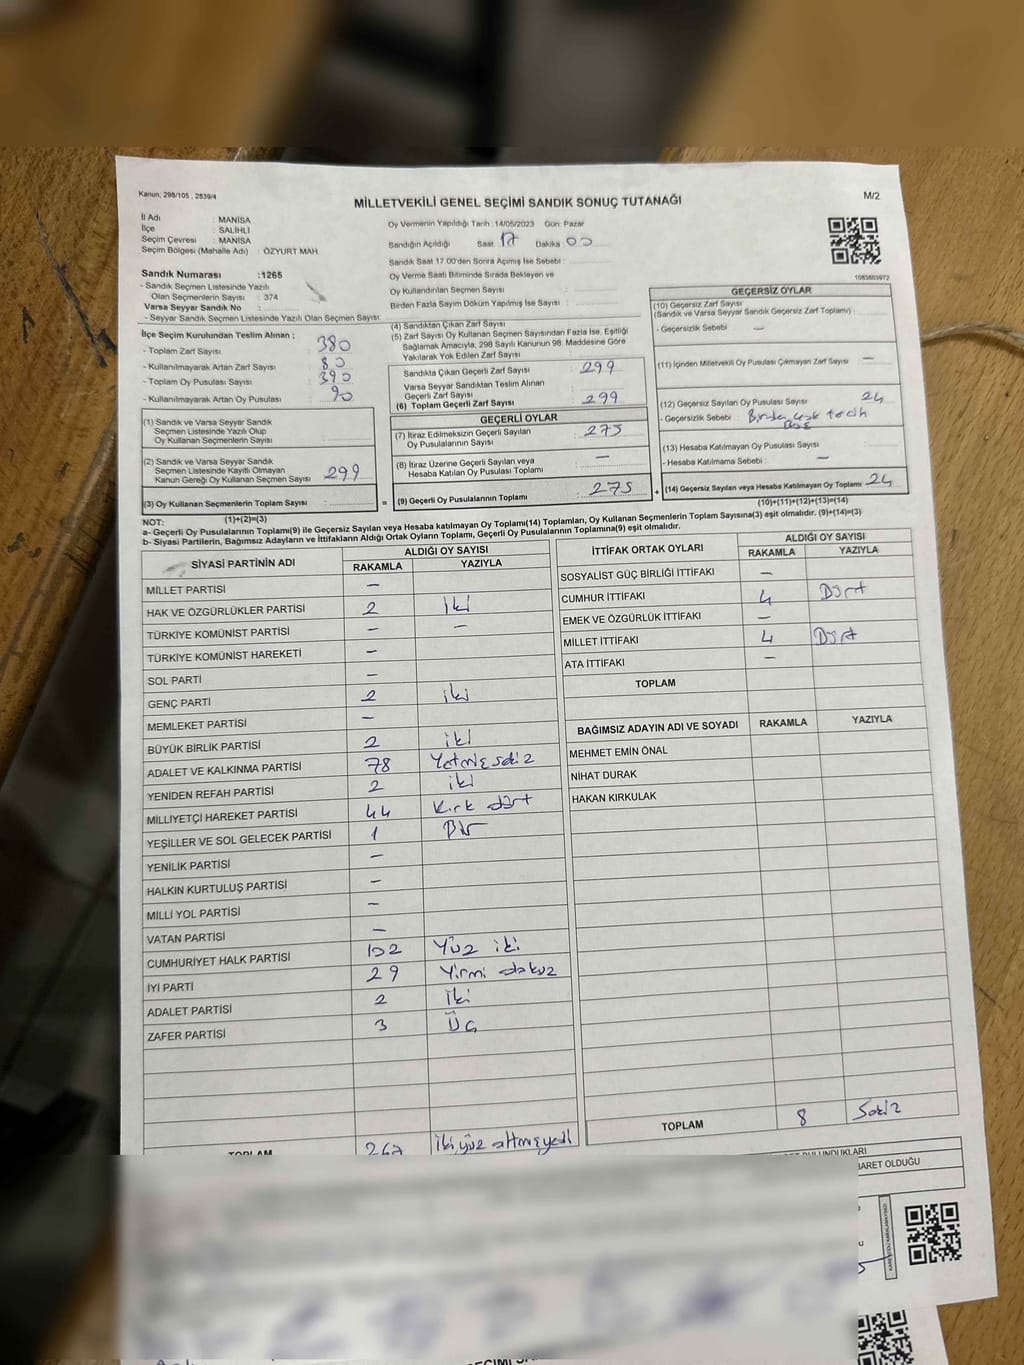 Kanun, 298/105 , 2839/4
MİLLETVEKİLİ GENEL SEÇİMİ SANDIK SONUÇ TUTANAĞI
M/2
İl Adı : MANİSA
İlçe : SALİHLİ
Seçim Çevresi : MANİSA
Seçim Bölgesi (Mahalle Adı) : ÖZYURT MAH.
Oy Vermenin Yapıldığı Tarih :14/05/2023 Gün: Pazar
Sandığın Açıldığı Saat 17 Dakika 00
Sandık Saat 17.00'den Sonra Açımış İse Sebebi :
Oy Verme Saati Bitiminde Sırada Bekleyen ve
Oy Kullandırılan Seçmen Sayısı :
Birden Fazla Sayım Döküm Yapılmış İse Sayısı :
1083803972
Sandık Numarası :1265
- Sandık Seçmen Listesinde Yazılı
Olan Seçmenlerin Sayısı : 374
Varsa Seyyar Sandık No :
- Seyyar Sandık Seçmen Listesinde Yazılı Olan Seçmen Sayısı:
İlçe Seçim Kurulundan Teslim Alınan ;
- Toplam Zarf Sayısı : 380
- Kullanılmayarak Artan Zarf Sayısı : 80
- Toplam Oy Pusulası Sayısı : 390
- Kullanılmayarak Artan Oy Pusulası : 90
(1) Sandık ve Varsa Seyyar Sandık
Seçmen Listesinde Yazılı Olup
Oy Kullanan Seçmenlerin Sayısı :
(2) Sandık ve Varsa Seyyar Sandık
Seçmen Listesinde Kayıtlı Olmayan
Kanun Gereği Oy Kullanan Seçmen Sayısı : 299
(3) Oy Kullanan Seçmenlerin Toplam Sayısı :
(1)+(2)=(3)
(4) Sandıktan Çıkan Zarf Sayısı
(5) Zarf Sayısı Oy Kullanan Seçmen Sayısından Fazla İse, Eşitliği
Sağlamak Amacıyla, 298 Sayılı Kanunun 98. Maddesine Göre
Yakılarak Yok Edilen Zarf Sayısı
Sandıkta Çıkan Geçerli Zarf Sayısı : 299
Varsa Seyyar Sandıktan Teslim Alınan
Geçerli Zarf Sayısı
(6) Toplam Geçerli Zarf Sayısı : 299
GEÇERLİ OYLAR
(7) İtiraz Edilmeksizin Geçerli Sayılan
Oy Pusulalarının Sayısı : 275
(8) İtiraz Üzerine Geçerli Sayılan veya
Hesaba Katılan Oy Pusulası Toplamı : —
= (9) Geçerli Oy Pusulalarının Toplamı : 275 +
GEÇERSİZ OYLAR
(10) Geçersiz Zarf Sayısı
(Sandık ve Varsa Seyyar Sandık Geçersiz Zarf Toplamı) :
- Geçersizlik Sebebi : —
(11) İçinden Milletvekili Oy Pusulası Çıkmayan Zarf Sayısı : —
(12) Geçersiz Sayılan Oy Pusulası Sayısı : 24
- Geçersizlik Sebebi : Birden çok tercih
Boş
(13) Hesaba Katılmayan Oy Pusulası Sayısı
- Hesaba Katılmama Sebebi : —
(14) Geçersiz Sayılan veya Hesaba Katılmayan Oy Toplamı : 24
(10)+(11)+(12)+(13)=(14)
NOT:
a- Geçerli Oy Pusulalarının Toplamı(9) ile Geçersiz Sayılan veya Hesaba katılmayan Oy Toplamı(14) Toplamları, Oy Kullanan Seçmenlerin Toplam Sayısına(3) eşit olmalıdır. (9)+(14)=(3)
b- Siyasi Partilerin, Bağımsız Adayların ve İttifakların Aldığı Ortak Oyların Toplamı, Geçerli Oy Pusulalarının Toplamına(9) eşit olmalıdır.
SİYASİ PARTİNİN ADI ALDIĞI OY SAYISI
RAKAMLA YAZIYLA
MİLLET PARTİSİ —
HAK VE ÖZGÜRLÜKLER PARTİSİ 2 iki
TÜRKİYE KOMÜNİST PARTİSİ — —
TÜRKİYE KOMÜNİST HAREKETİ —
SOL PARTİ —
GENÇ PARTİ 2 iki
MEMLEKET PARTİSİ —
BÜYÜK BİRLİK PARTİSİ 2 iki
ADALET VE KALKINMA PARTİSİ 78 Yetmiş sekiz
YENİDEN REFAH PARTİSİ 2 iki
MİLLİYETÇİ HAREKET PARTİSİ 44 Kırk dört
YEŞİLLER VE SOL GELECEK PARTİSİ 1 Bir
YENİLİK PARTİSİ —
HALKIN KURTULUŞ PARTİSİ —
MİLLİ YOL PARTİSİ —
VATAN PARTİSİ —
CUMHURİYET HALK PARTİSİ 102 Yüz iki
İYİ PARTİ 29 Yirmi dokuz
ADALET PARTİSİ 2 İki
ZAFER PARTİSİ 3 Üç
TOPLAM 267 iki yüz altmış yedi
İTTİFAK ORTAK OYLARI ALDIĞI OY SAYISI
RAKAMLA YAZIYLA
SOSYALİST GÜÇ BİRLİĞİ İTTİFAKI —
CUMHUR İTTİFAKI 4 Dört
EMEK VE ÖZGÜRLÜK İTTİFAKI —
MİLLET İTTİFAKI 4 Dört
ATA İTTİFAKI —
TOPLAM
BAĞIMSIZ ADAYIN ADI VE SOYADI RAKAMLA YAZIYLA
MEHMET EMİN ÖNAL
NİHAT DURAK
HAKAN KIRKULAK
TOPLAM 8 Sekiz
BULUNDUKLARI
BARET OLDUĞU